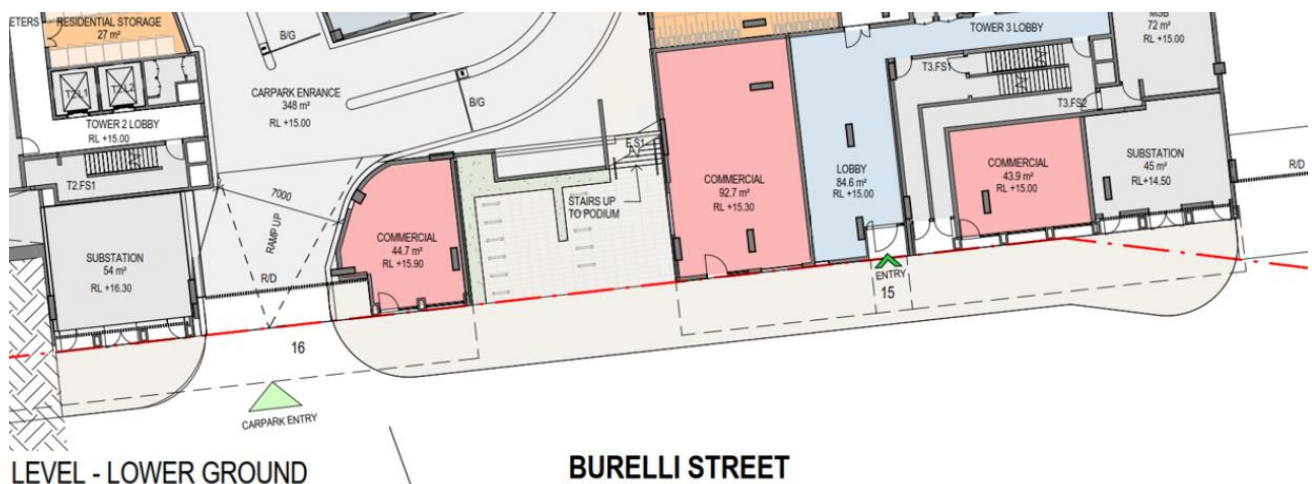 ETERS
RESIDENTIAL STORAGE
27 m²
B/G
T2.L1
T2.L2
CARPARK ENTRANCE
348 m²
RL +15.00
B/G
TOWER 2 LOBBY
RL +15.00
T2.FS1
7000
RAMP UP
R/D
SUBSTATION
54 m²
RL +16.30
COMMERCIAL
44.7 m²
RL +15.90
ES1
STAIRS UP
TO PODIUM
COMMERCIAL
92.7 m²
RL +15.30
LOBBY
84.6 m²
RL +15.00
TOWER 3 LOBBY
T3.FS1
T3.FS2
MSB
72 m²
RL +15.00
COMMERCIAL
43.9 m²
RL +15.00
SUBSTATION
45 m²
RL+14.50
R/D
ENTRY
15
16
CARPARK ENTRY
LEVEL - LOWER GROUND
BURELLI STREET